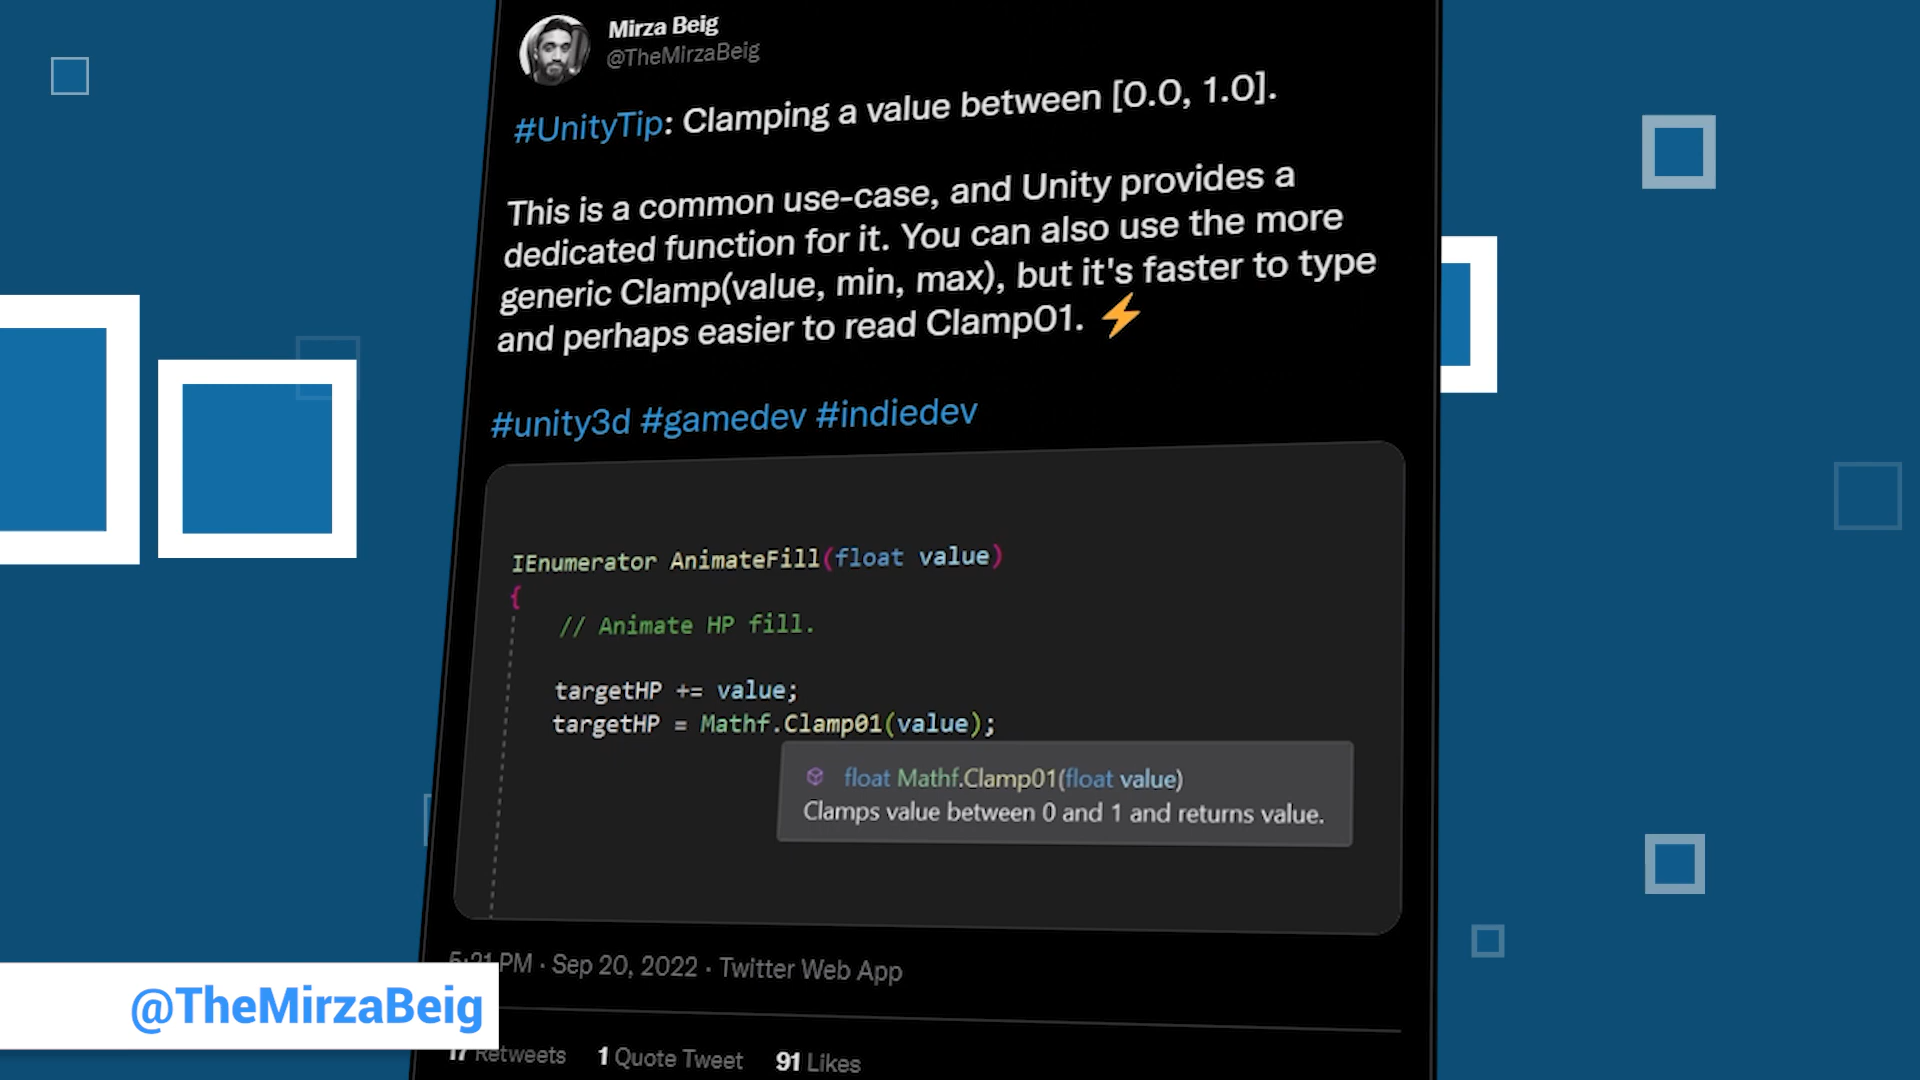 Mirza Beig
@TheMirzaBeig
#UnityTip: Clamping a value between [0.0, 1.0].
This is a common use-case, and Unity provides a
dedicated function for it. You can also use the more
generic Clamp(value, min, max), but it's faster to type
and perhaps easier to read Clamp01. ⚡
#unity3d #gamedev #indiedev
IEnumerator AnimateFill(float value)
{
// Animate HP fill.
targetHP += value;
targetHP = Mathf.Clamp01(value);
float Mathf.Clamp01(float value)
Clamps value between 0 and 1 and returns value.
5:21 PM · Sep 20, 2022 · Twitter Web App
@TheMirzaBeig
17 Retweets 1 Quote Tweet 91 Likes